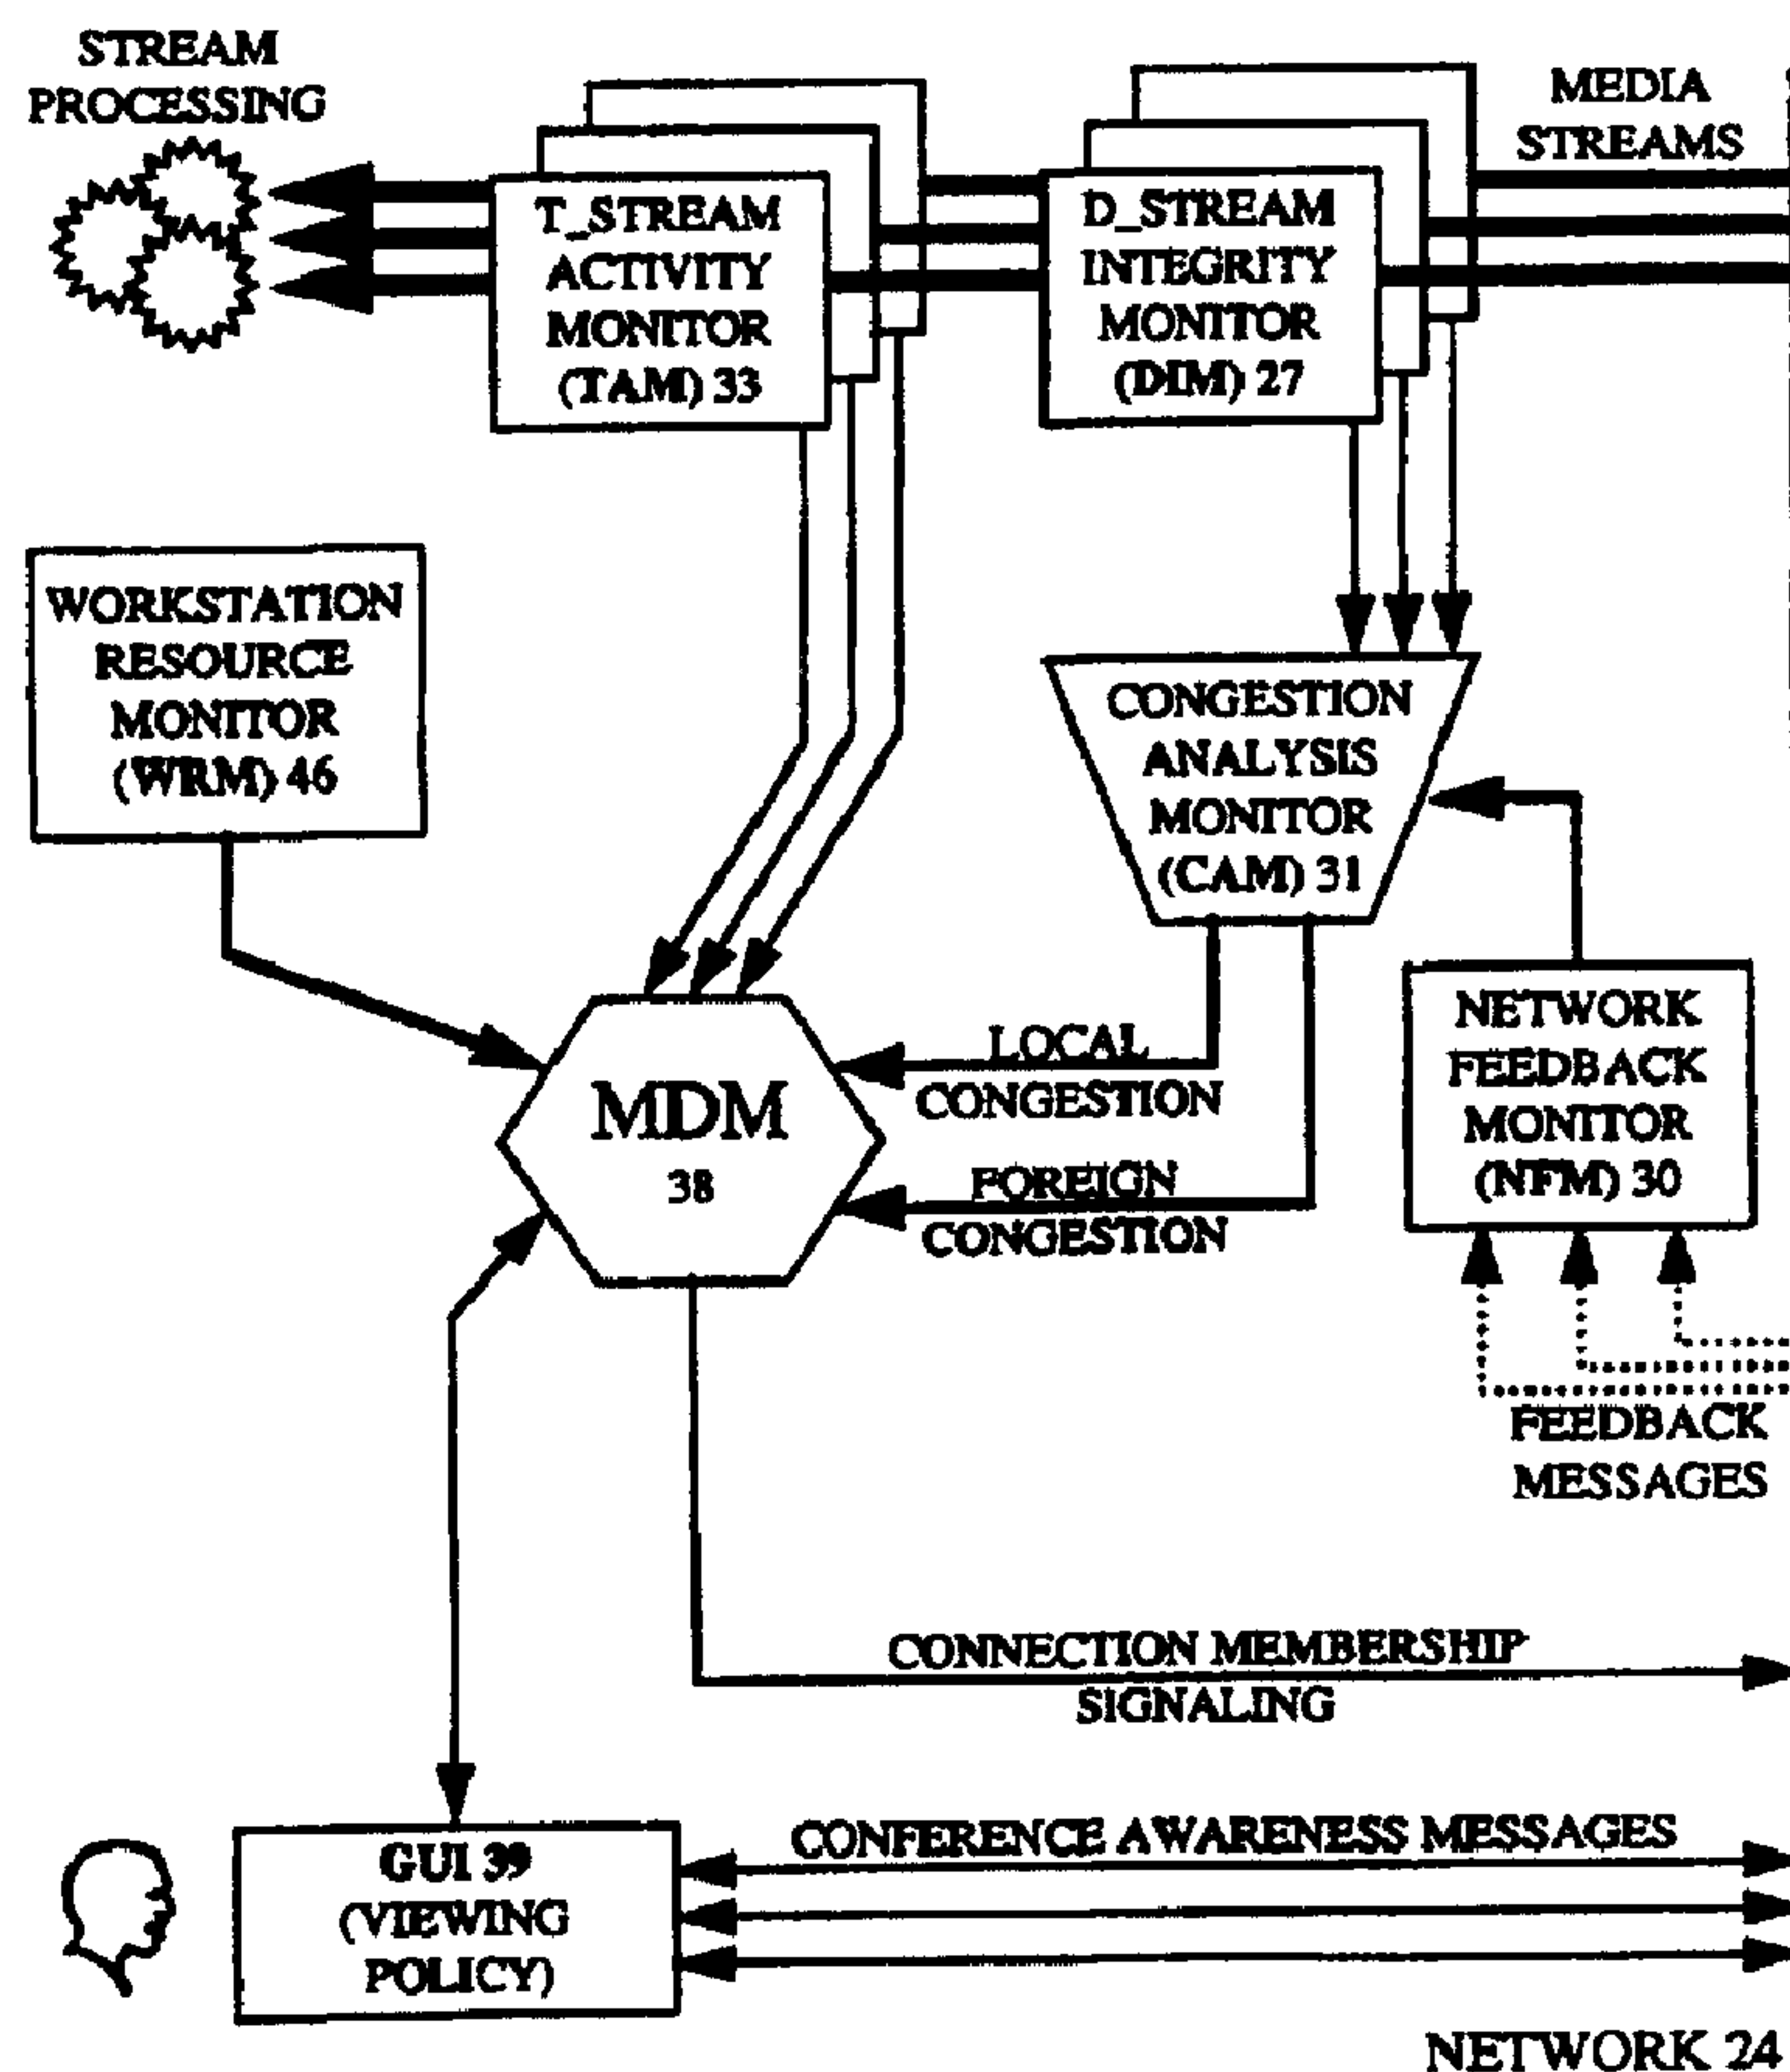 STREAM
PROCESSING
T_STREAM
ACTIVITY
MONITOR
(TAM) 33
D_STREAM
INTEGRITY
MONITOR
(DIM) 27
MEDIA
STREAMS
WORKSTATION
RESOURCE
MONITOR
(WRM) 46
CONGESTION
ANALYSIS
MONITOR
(CAM) 31
NETWORK
FEEDBACK
MONITOR
(NFM) 30
MDM
38
LOCAL
CONGESTION
FOREIGN
CONGESTION
FEEDBACK
MESSAGES
CONNECTION MEMBERSHIP
SIGNALING
GUI 39
(VIEWING
POLICY)
CONFERENCE AWARENESS MESSAGES
NETWORK 24